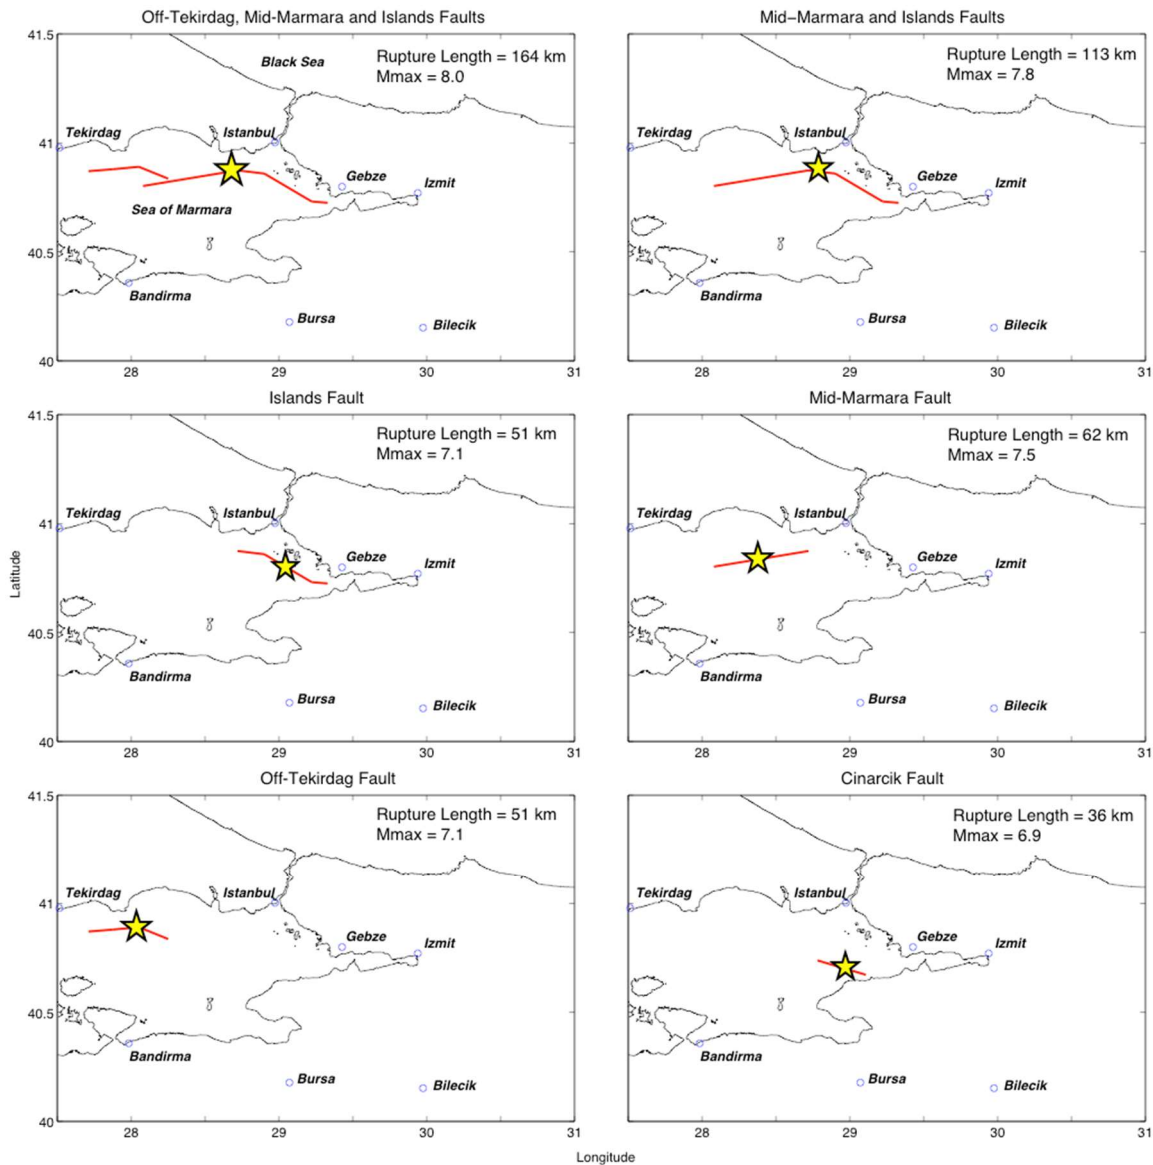 Off-Tekirdag, Mid-Marmara and Islands Faults
41.5
Rupture Length = 164 km
Mmax = 8.0
Black Sea
Tekirdag
Istanbul
41
Gebze
Izmit
Sea of Marmara
40.5
Bandirma
Bursa
Bilecik
40
28
29
30
31
Mid-Marmara and Islands Faults
Rupture Length = 113 km
Mmax = 7.8
Tekirdag
Istanbul
Gebze
Izmit
Bandirma
Bursa
Bilecik
28
29
30
31
Islands Fault
41.5
Rupture Length = 51 km
Mmax = 7.1
Tekirdag
Istanbul
41
Gebze
Izmit
Latitude
40.5
Bandirma
Bursa
Bilecik
40
28
29
30
31
Mid-Marmara Fault
Rupture Length = 62 km
Mmax = 7.5
Tekirdag
Istanbul
Gebze
Izmit
Bandirma
Bursa
Bilecik
28
29
30
31
Off-Tekirdag Fault
41.5
Rupture Length = 51 km
Mmax = 7.1
Tekirdag
Istanbul
41
Gebze
Izmit
40.5
Bandirma
Bursa
Bilecik
40
28
29
30
31
Cinarcik Fault
Rupture Length = 36 km
Mmax = 6.9
Tekirdag
Istanbul
Gebze
Izmit
Bandirma
Bursa
Bilecik
28
29
30
31
Longitude